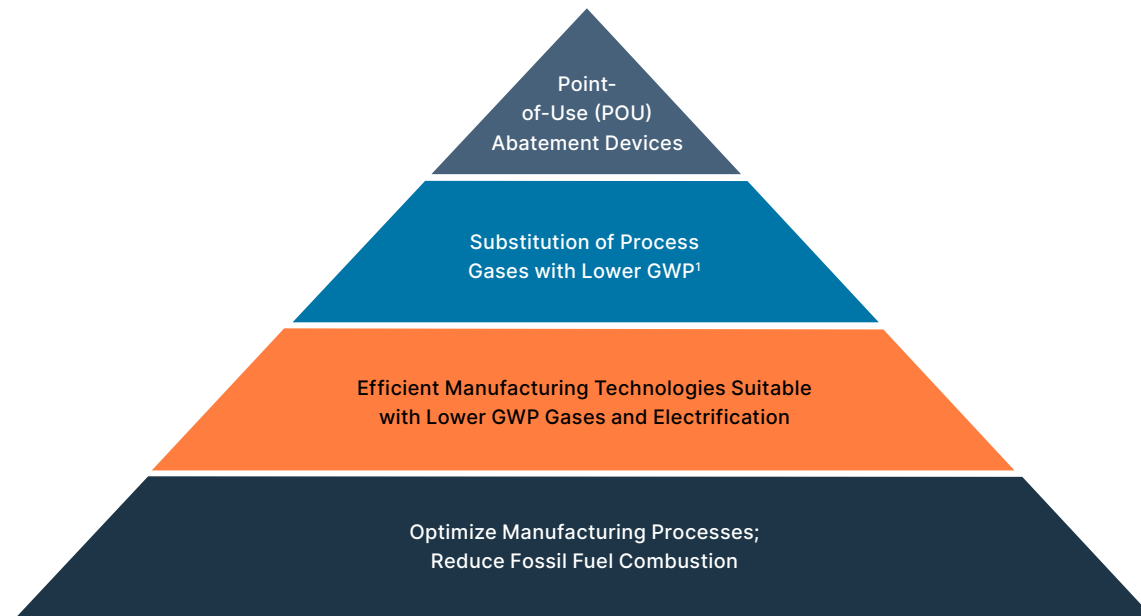 Point-
of-Use (POU)
Abatement Devices
Substitution of Process
Gases with Lower GWP¹
Efficient Manufacturing Technologies Suitable
with Lower GWP Gases and Electrification
Optimize Manufacturing Processes;
Reduce Fossil Fuel Combustion